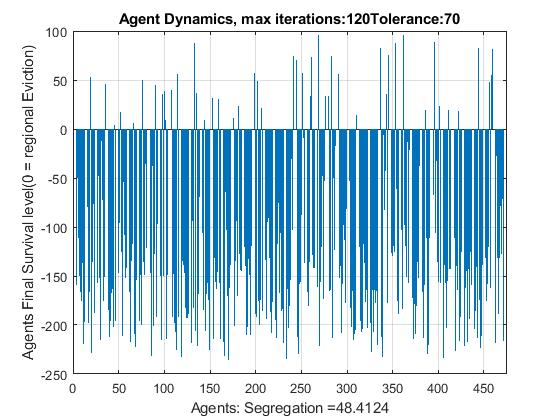 Agent Dynamics, max iterations:120Tolerance:70
Agents Final Survival level(0 = regional Eviction)
100
50
0
-50
-100
-150
-200
-250
0 50 100 150 200 250 300 350 400 450
Agents: Segregation =48.4124